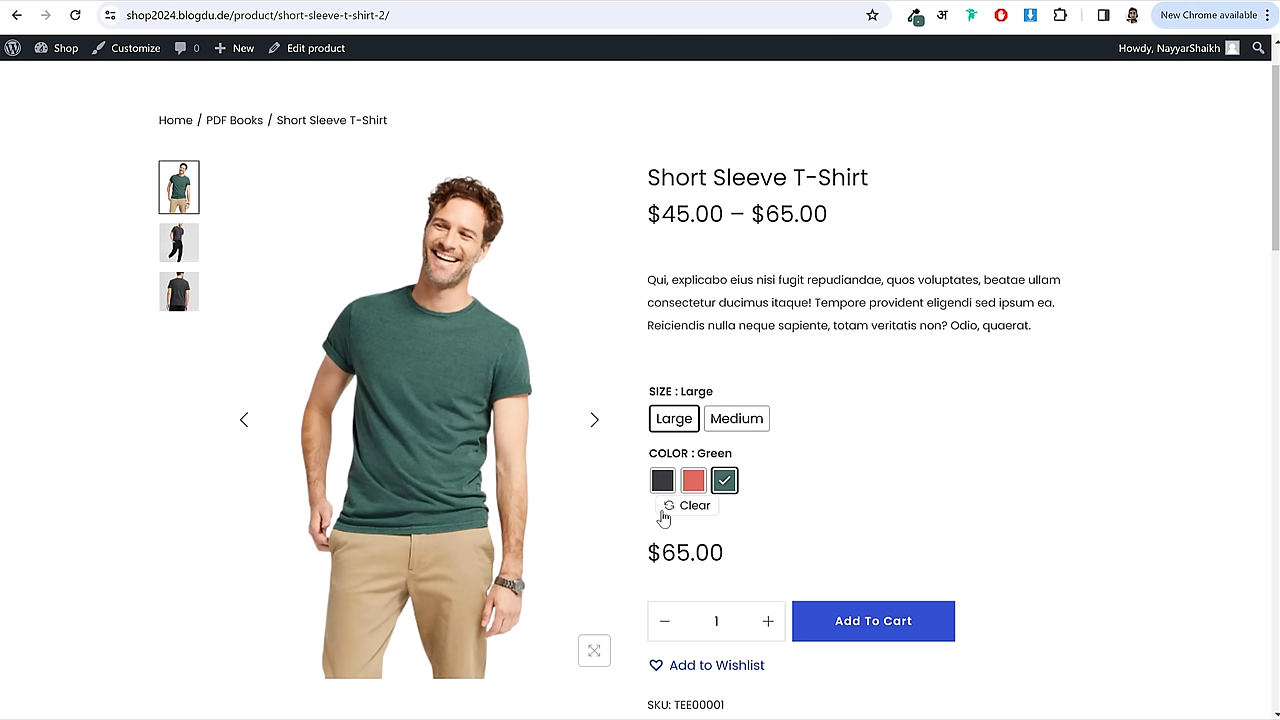 shop2024.blogdu.de/product/short-sleeve-t-shirt-2/
अ
New Chrome available
Shop
Customize
0
New
Edit product
Howdy, NayyarShaikh
Home / PDF Books / Short Sleeve T-Shirt
Short Sleeve T-Shirt
$45.00 – $65.00
Qui, explicabo eius nisi fugit repudiandae, quos voluptates, beatae ullam
consectetur ducimus itaque! Tempore provident eligendi sed ipsum ea.
Reiciendis nulla neque sapiente, totam veritatis non? Odio, quaerat.
SIZE : Large
Large Medium
COLOR : Green
Clear
$65.00
− 1 + Add To Cart
Add to Wishlist
SKU: TEE00001